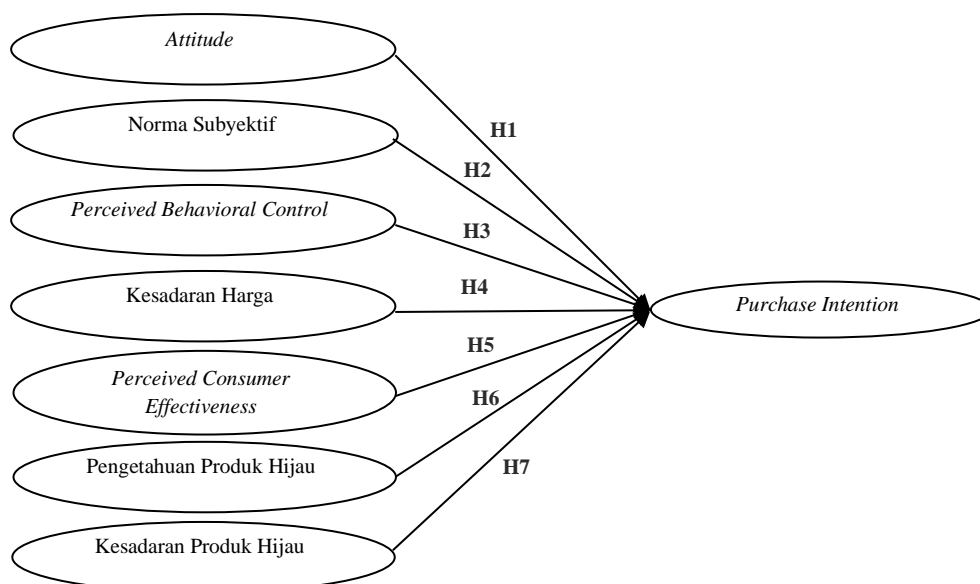 Attitude
H1
Norma Subyektif
H2
Perceived Behavioral Control
H3
Kesadaran Harga
H4
Purchase Intention
Perceived Consumer
Effectiveness
H5
Pengetahuan Produk Hijau
H6
Kesadaran Produk Hijau
H7